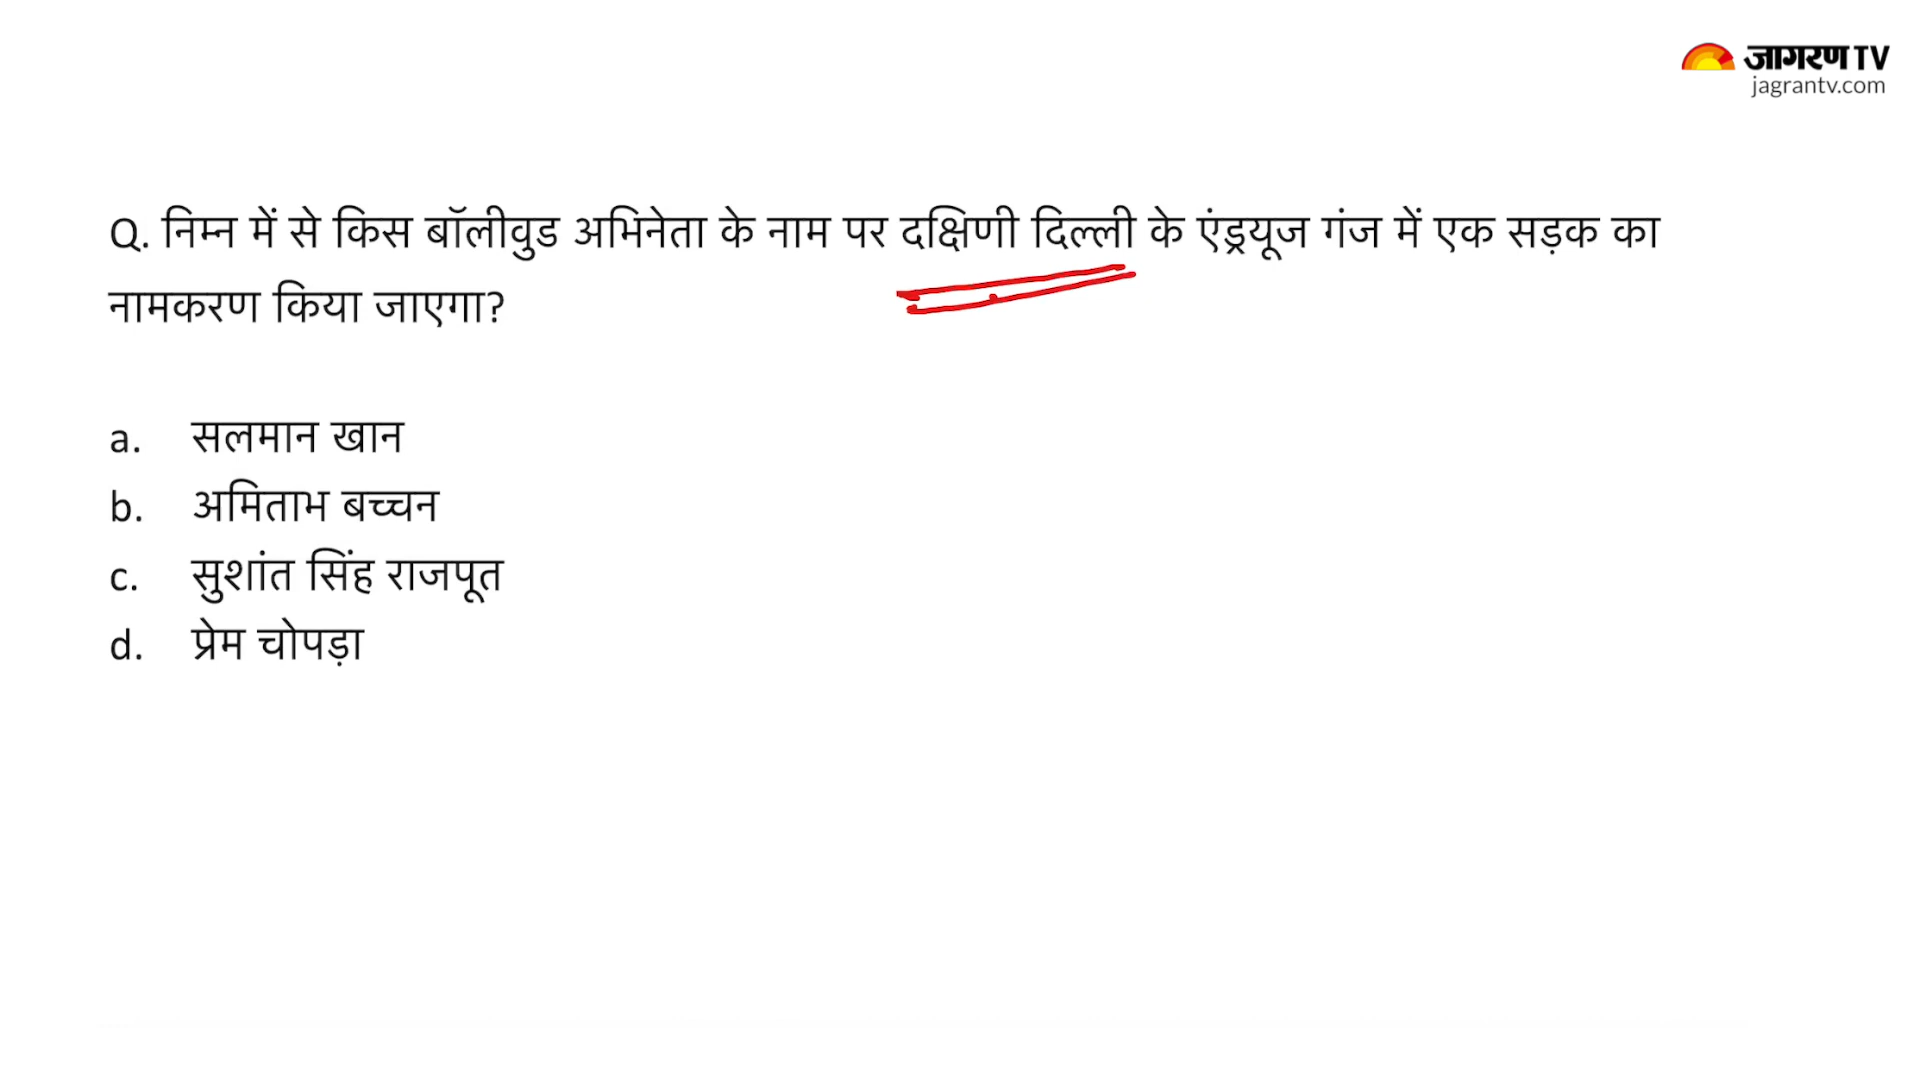 जागरण TV
jagrantv.com
Q. निम्न में से किस बॉलीवुड अभिनेता के नाम पर दक्षिणी दिल्ली के एंड्रयूज गंज में एक सड़क का
नामकरण किया जाएगा?
a. सलमान खान
b. अमिताभ बच्चन
c. सुशांत सिंह राजपूत
d. प्रेम चोपड़ा